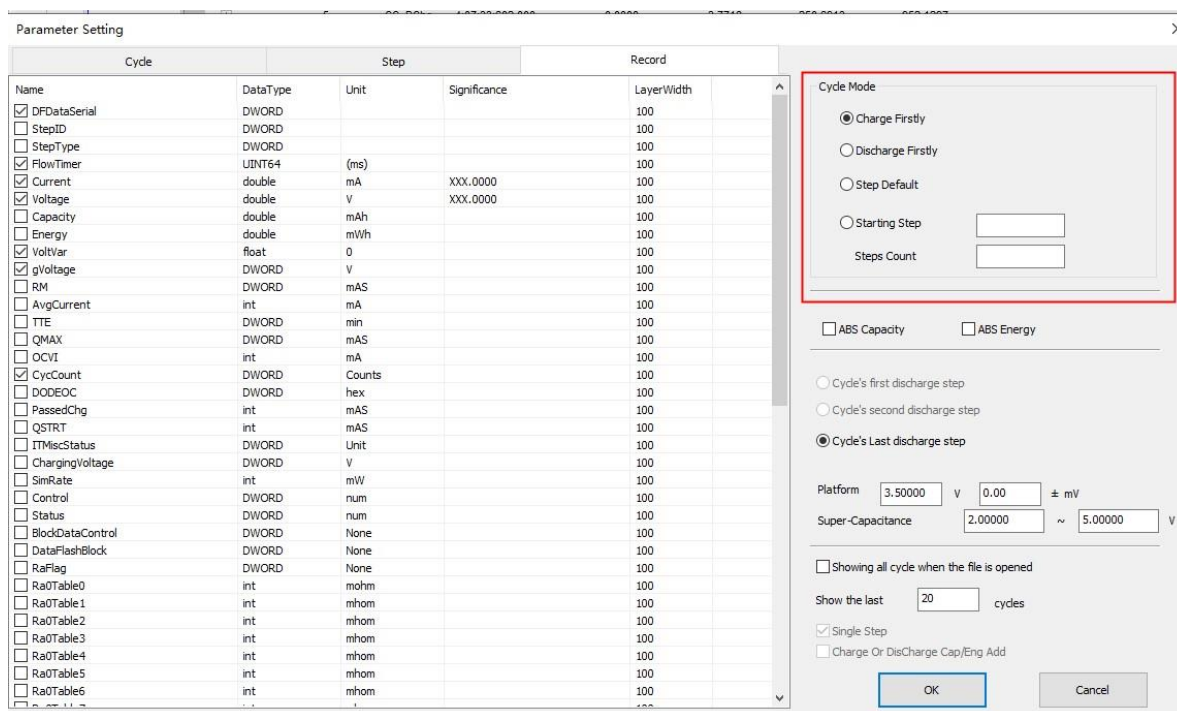 Parameter Setting
Cycle Step Record
Name DataType Unit Significance LayerWidth
DFDataSerial DWORD 100
StepID DWORD 100
StepType DWORD 100
FlowTimer UINT64 (ms) 100
Current double mA XXX.0000 100
Voltage double V XXX.0000 100
Capacity double mAh 100
Energy double mWh 100
VoltVar float 0 100
gVoltage DWORD V 100
RM DWORD mAS 100
AvgCurrent int mA 100
TTE DWORD min 100
QMAX DWORD mAS 100
OCVI int mA 100
CycCount DWORD Counts 100
DODEOC DWORD hex 100
PassedChg int mAS 100
QSTRT int mAS 100
ITMiscStatus DWORD Unit 100
ChargingVoltage DWORD V 100
SimRate int mW 100
Control DWORD num 100
Status DWORD num 100
BlockDataControl DWORD None 100
DataFlashBlock DWORD None 100
RaFlag DWORD None 100
Ra0Table0 int mohm 100
Ra0Table1 int mhom 100
Ra0Table2 int mhom 100
Ra0Table3 int mhom 100
Ra0Table4 int mhom 100
Ra0Table5 int mhom 100
Ra0Table6 int mhom 100
Cycle Mode
Charge Firstly
Discharge Firstly
Step Default
Starting Step
Steps Count
ABS Capacity ABS Energy
Cycle's first discharge step
Cycle's second discharge step
Cycle's Last discharge step
Platform 3.50000 V 0.00 ± mV
Super-Capacitance 2.00000 ~ 5.00000 V
Showing all cycle when the file is opened
Show the last 20 cycles
Single Step
Charge Or DisCharge Cap/Eng Add
OK Cancel